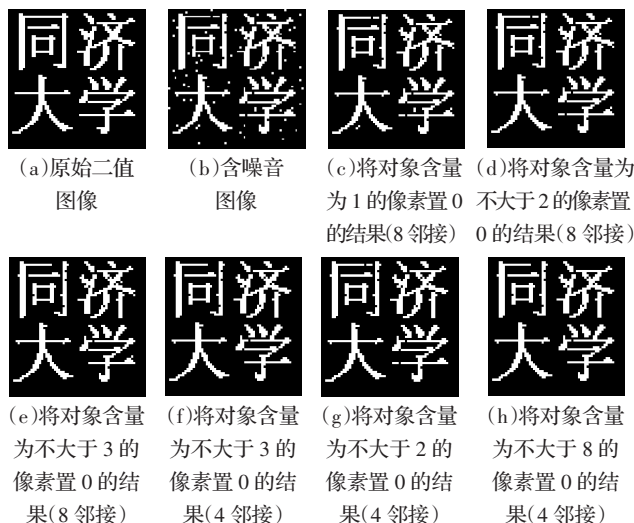 同济
大学
同济
大学
同济
大学
同济
大学
(a)原始二值
图像
(b)含噪音
图像
(c)将对象含量
为1的像素置0
的结果(8邻接)
(d)将对象含量为
不大于2的像素置
0的结果(8邻接)
同济
大学
同济
大学
同济
大学
同济
大学
(e)将对象含量
为不大于3的
像素置0的结
果(8邻接)
(f)将对象含量
为不大于3的
像素置0的结
果(4邻接)
(g)将对象含量
为不大于2的
像素置0的结
果(4邻接)
(h)将对象含量
为不大于8的
像素置0的结
果(4邻接)